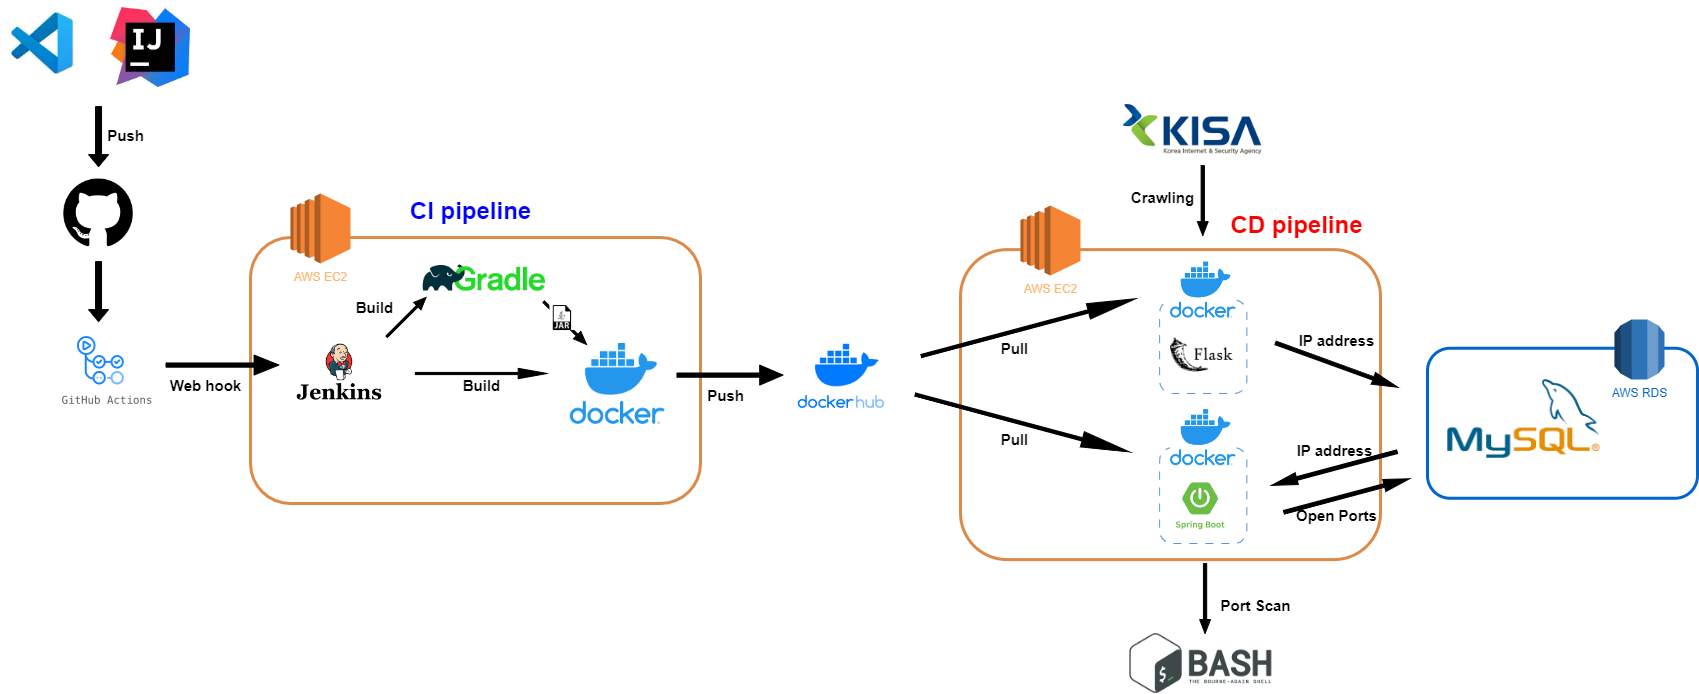 IJ
Push
GitHub Actions
Web hook
CI pipeline
AWS EC2
Build
Gradle
JAR
Jenkins
Build
docker
Push
dockerhub
Pull
Pull
KISA
Korea Internet & Security Agency
Crawling
CD pipeline
AWS EC2
docker
Flask
docker
Spring Boot
IP address
IP address
Open Ports
AWS RDS
MySQL®
Port Scan
$_
BASH
THE BOURNE-AGAIN SHELL